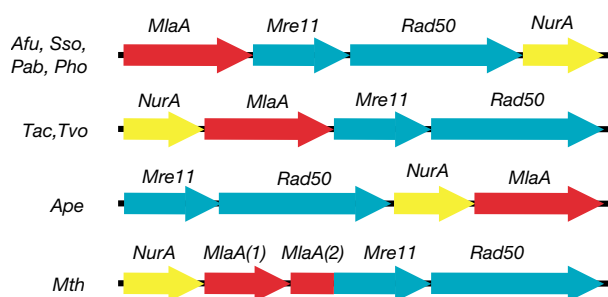 MlaA Mre11 Rad50 NurA
Afu, Sso,
Pab, Pho
NurA MlaA Mre11 Rad50
Tac,Tvo
Mre11 Rad50 NurA MlaA
Ape
NurA MlaA(1) MlaA(2) Mre11 Rad50
Mth